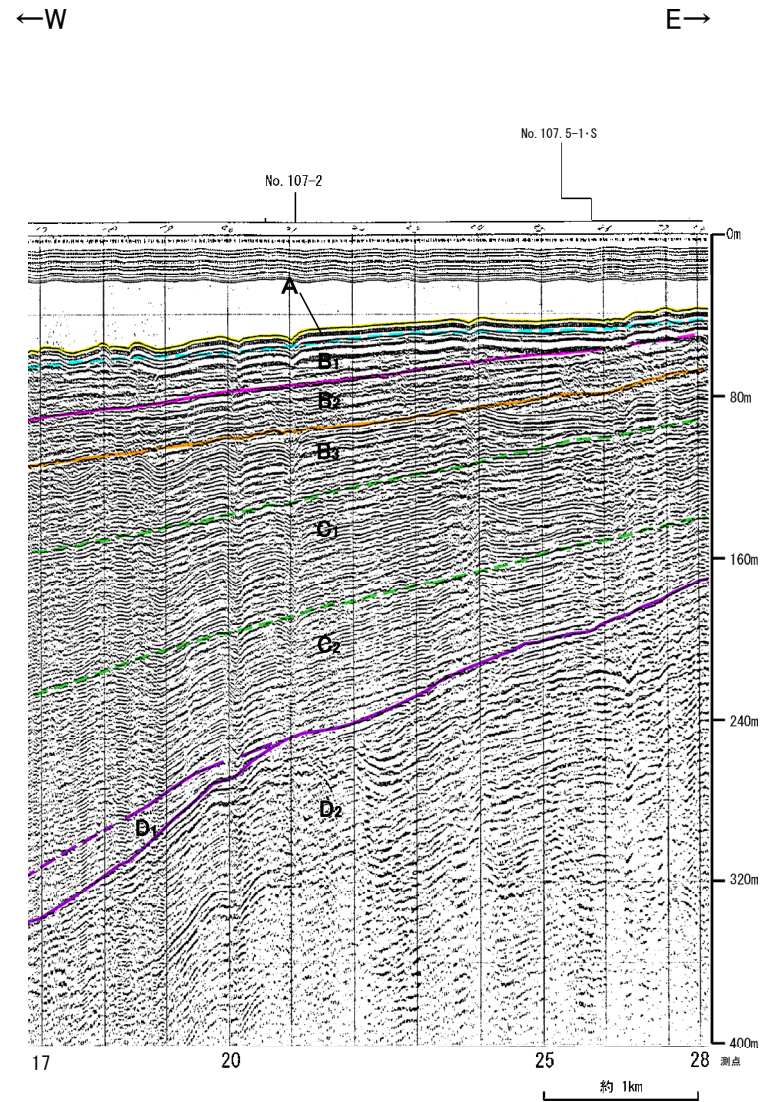 ←W
E→
No. 107.5-1・S
No. 107-2
0m
A
B1
B2
80m
B3
C1
160m
C2
240m
D2
D1
320m
400m
17
20
25
28
測点
約 1km